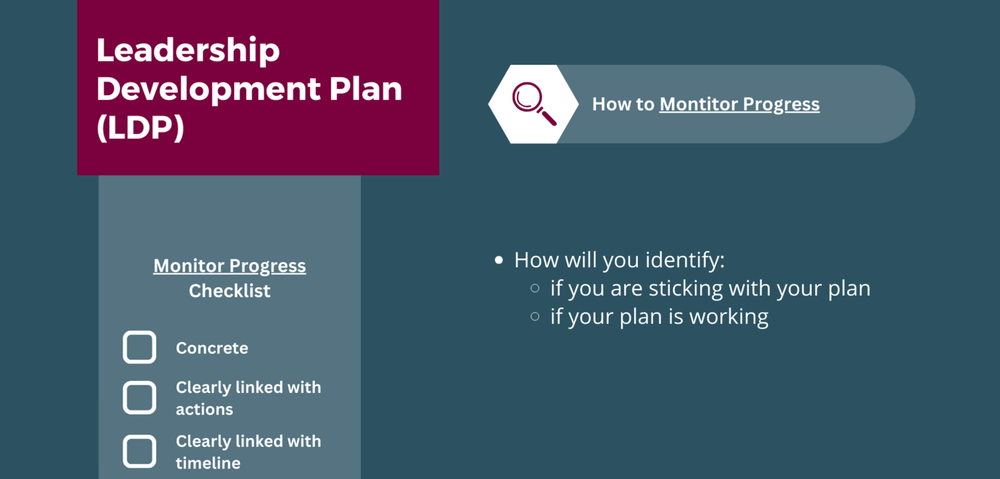 Leadership
Development Plan
(LDP)
How to Montitor Progress
Monitor Progress
Checklist
Concrete
Clearly linked with
actions
Clearly linked with
timeline
• How will you identify:
○ if you are sticking with your plan
○ if your plan is working